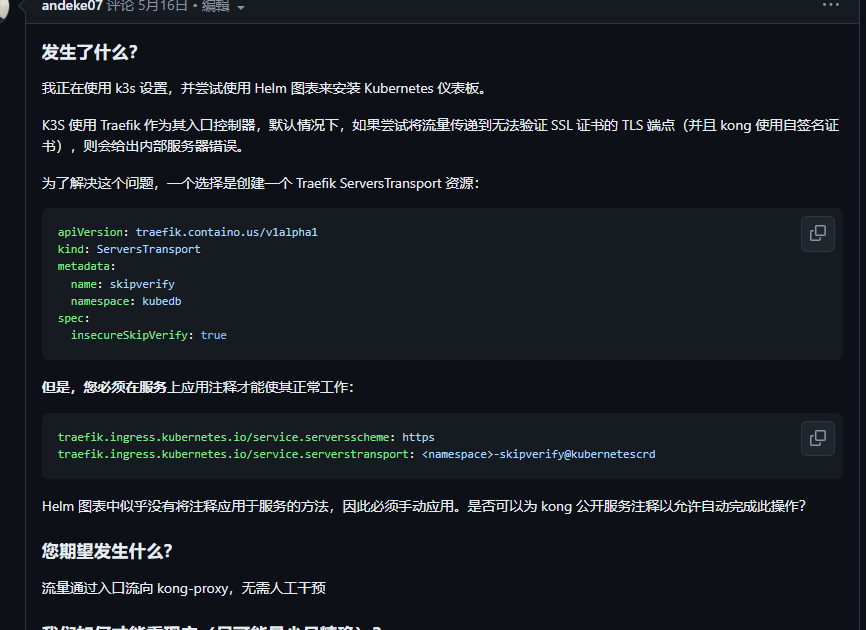 andeke07 评论 5月16日 • 编辑
发生了什么?
我正在使用 k3s 设置，并尝试使用 Helm 图表来安装 Kubernetes 仪表板。
K3S 使用 Traefik 作为其入口控制器，默认情况下，如果尝试将流量传递到无法验证 SSL 证书的 TLS 端点（并且 kong 使用自签名证
书），则会给出内部服务器错误。
为了解决这个问题，一个选择是创建一个 Traefik ServersTransport 资源：
apiVersion: traefik.containo.us/v1alpha1
kind: ServersTransport
metadata:
  name: skipverify
  namespace: kubedb
spec:
  insecureSkipVerify: true
但是，您必须在服务上应用注释才能使其正常工作：
traefik.ingress.kubernetes.io/service.serversscheme: https
traefik.ingress.kubernetes.io/service.serverstransport: <namespace>-skipverify@kubernetescrd
Helm 图表中似乎没有将注释应用于服务的方法，因此必须手动应用。是否可以为 kong 公开服务注释以允许自动完成此操作?
您期望发生什么?
流量通过入口流向 kong-proxy，无需人工干预